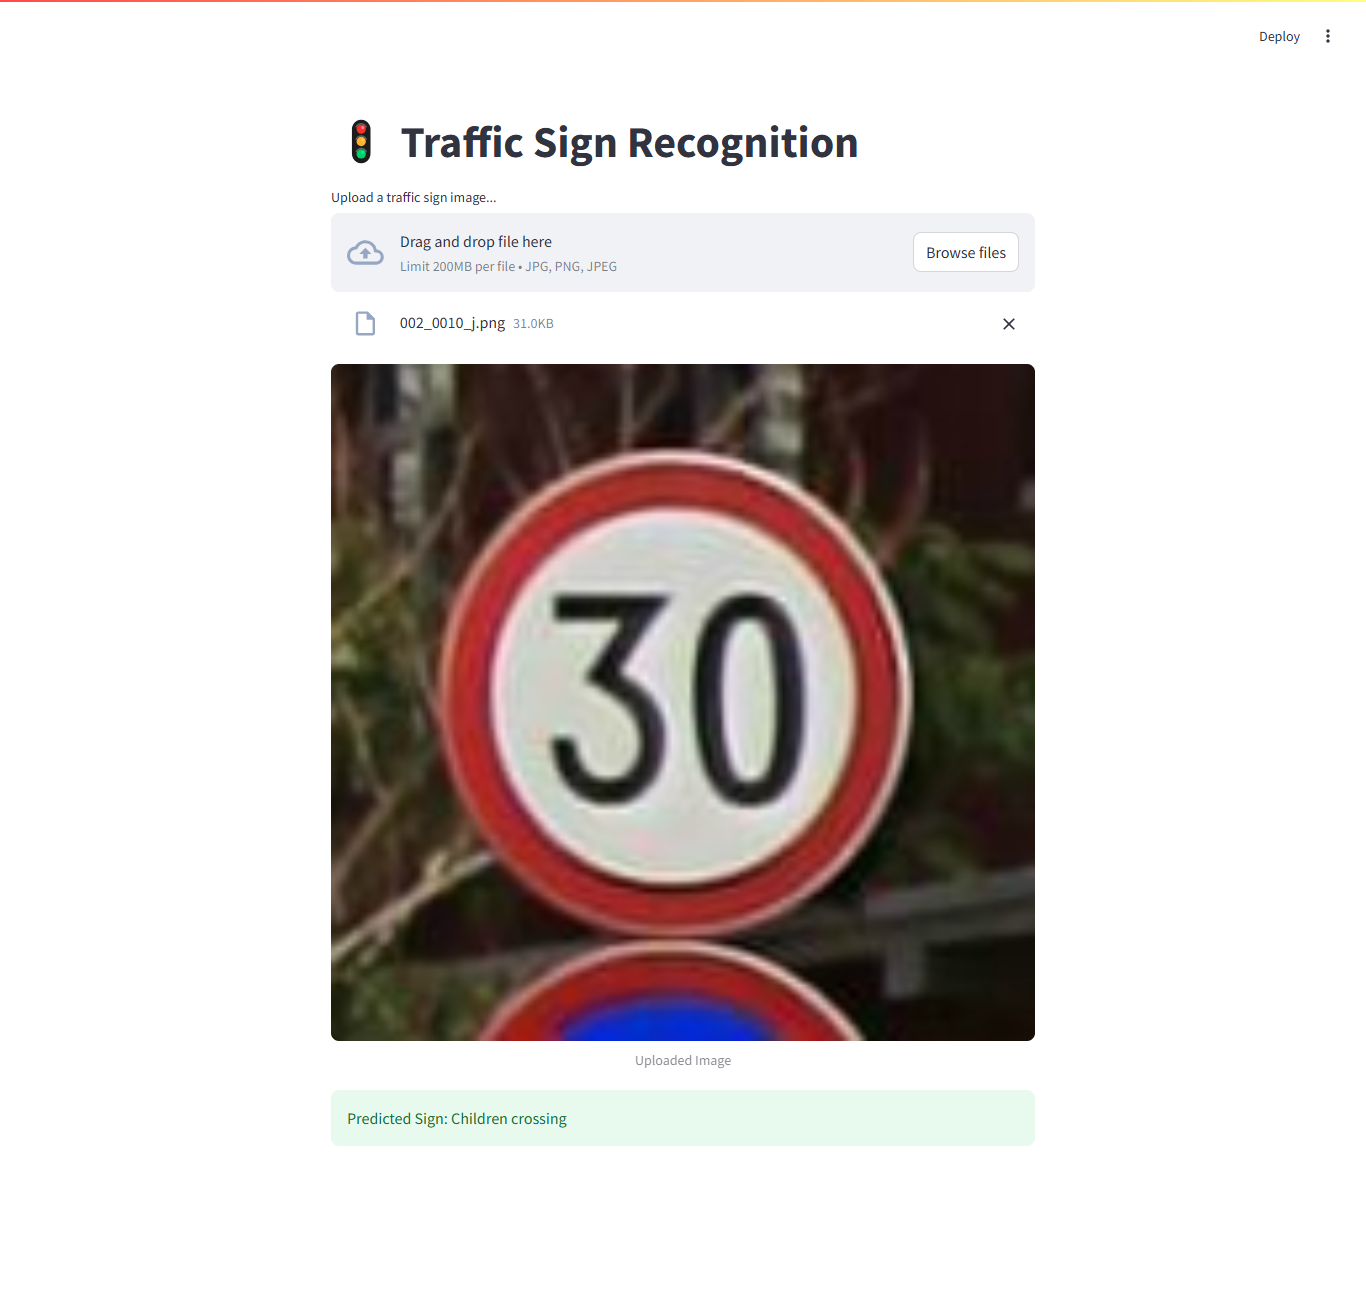 Deploy
Traffic Sign Recognition
Upload a traffic sign image...
Drag and drop file here
Limit 200MB per file • JPG, PNG, JPEG
Browse files
002_0010_j.png 31.0KB
30
Uploaded Image
Predicted Sign: Children crossing